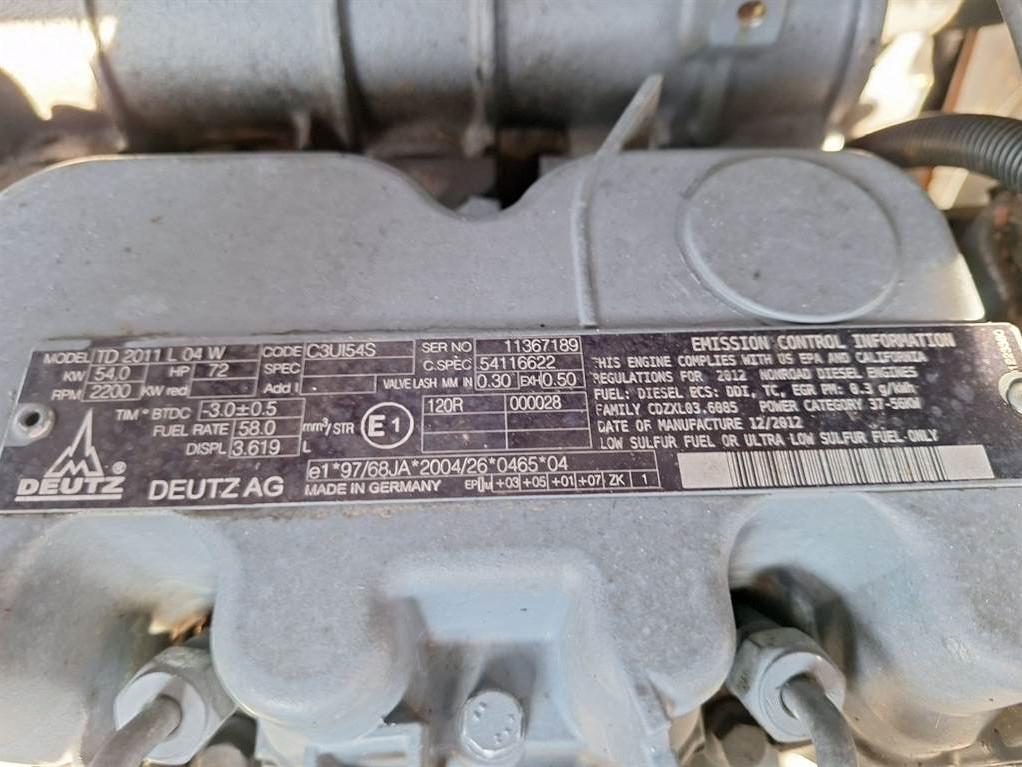 MODEL TD 2011 L 04 W CODE C3UI54S SER NO 11367189
KW 54.0 HP 72 SPEC C.SPEC 54116622
RPM 2200 KW red Add 1 VALVE LASH MM IN 0.30 EXH 0.50
TIM ° BTDC -3.0±0.5 120R 000028
FUEL RATE 58.0 mm³/STR E1
DISPL 3.619 L
e1*97/68JA*2004/26*0465*04
DEUTZ® DEUTZ AG MADE IN GERMANY +03 +05 +01 +07 ZK 1
EMISSION CONTROL INFORMATION
THIS ENGINE COMPLIES WITH US EPA AND CALIFORNIA
REGULATIONS FOR 2012 NONROAD DIESEL ENGINES
FUEL: DIESEL ECS: DDI, TC, EGR PM: 0.3 g/kWh
FAMILY CDZXL03.6085 POWER CATEGORY 37-56KW
DATE OF MANUFACTURE 12/2012
LOW SULFUR FUEL OR ULTRA LOW SULFUR FUEL ONLY